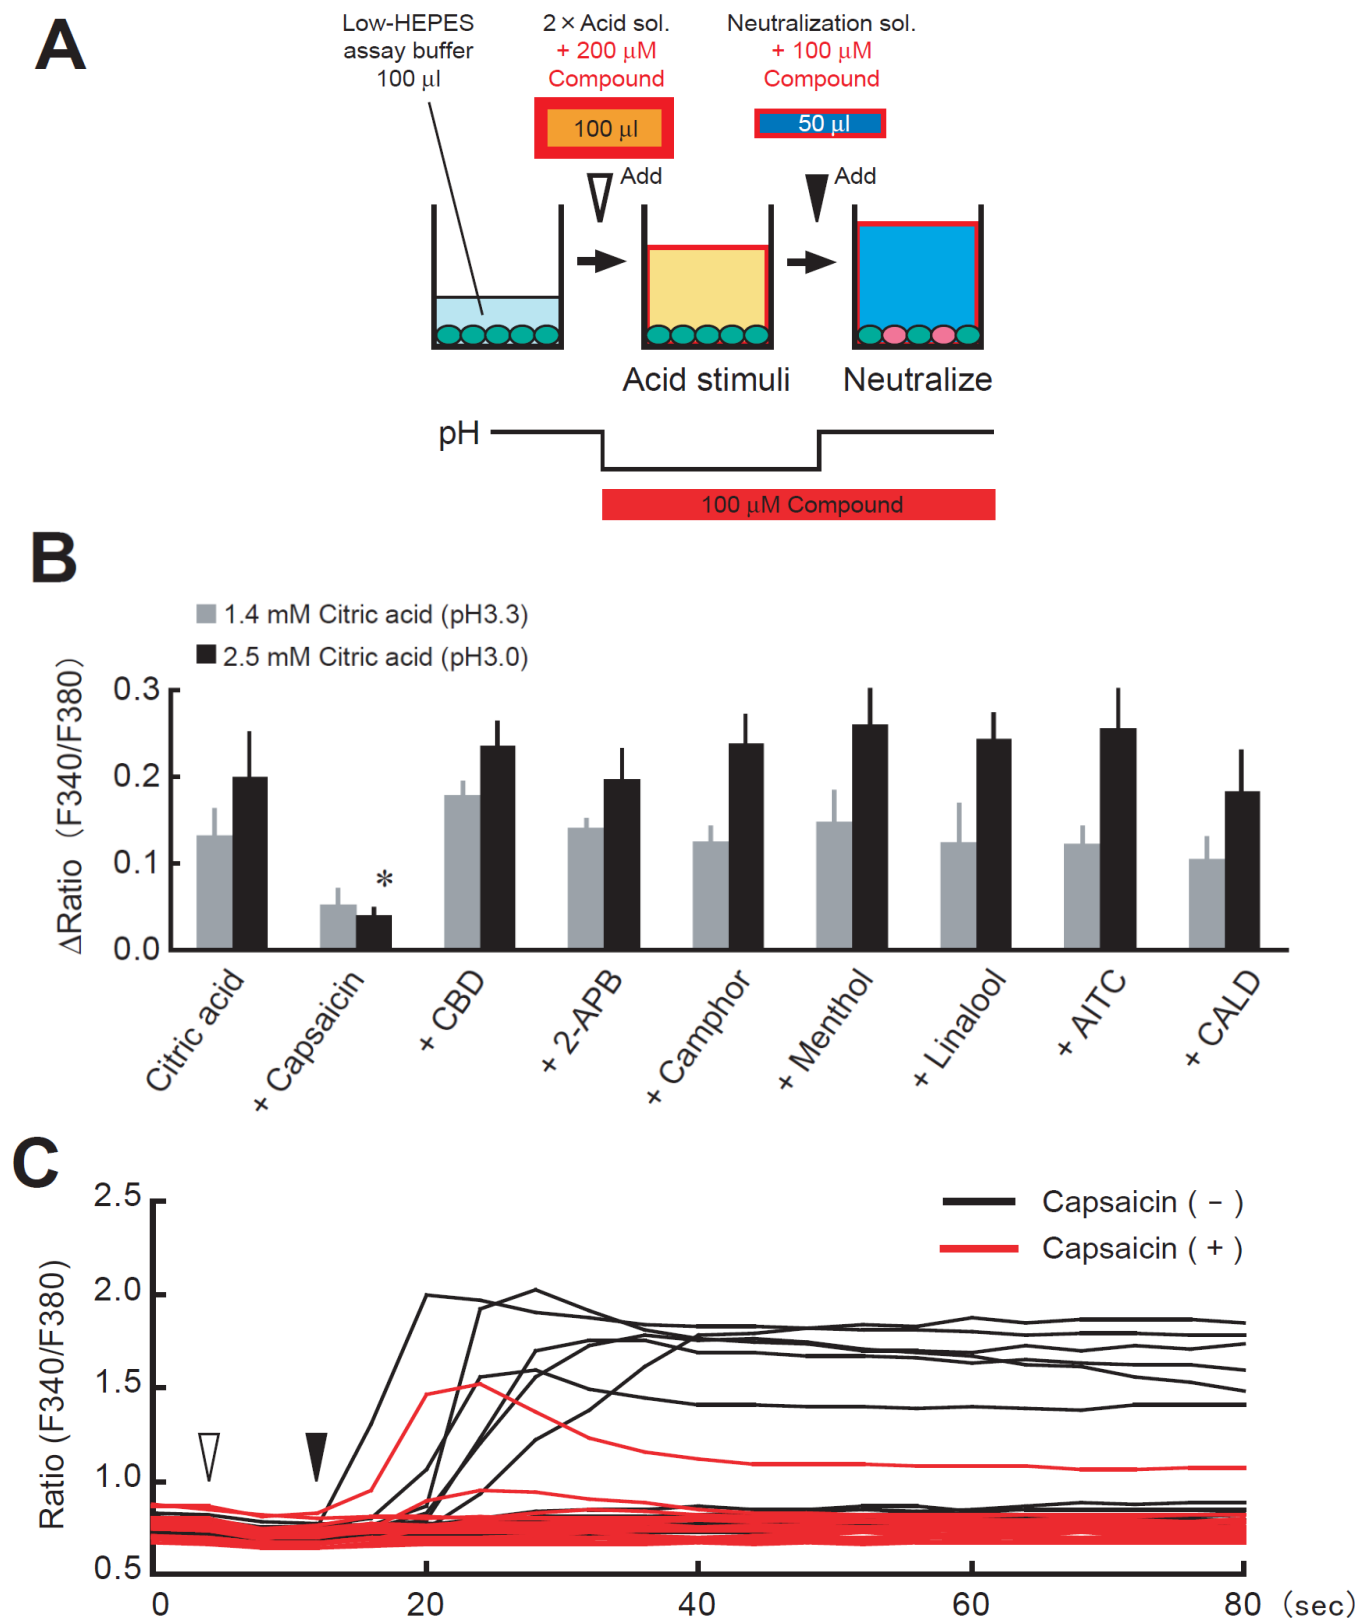 A
Low-HEPES
assay buffer
100 μl
2 × Acid sol.
+ 200 μM
Compound
Neutralization sol.
+ 100 μM
Compound
100 μl
50 μl
Add
Add
Acid stimuli
Neutralize
pH
100 μM Compound
B
1.4 mM Citric acid (pH3.3)
2.5 mM Citric acid (pH3.0)
ΔRatio (F340/F380)
0.3
0.2
0.1
0.0
*
Citric acid
+ Capsaicin
+ CBD
+ 2-APB
+ Camphor
+ Menthol
+ Linalool
+ AITC
+ CALD
C
Ratio (F340/F380)
2.5
2.0
1.5
1.0
0.5
Capsaicin ( − )
Capsaicin ( + )
0 20 40 60 80 (sec)